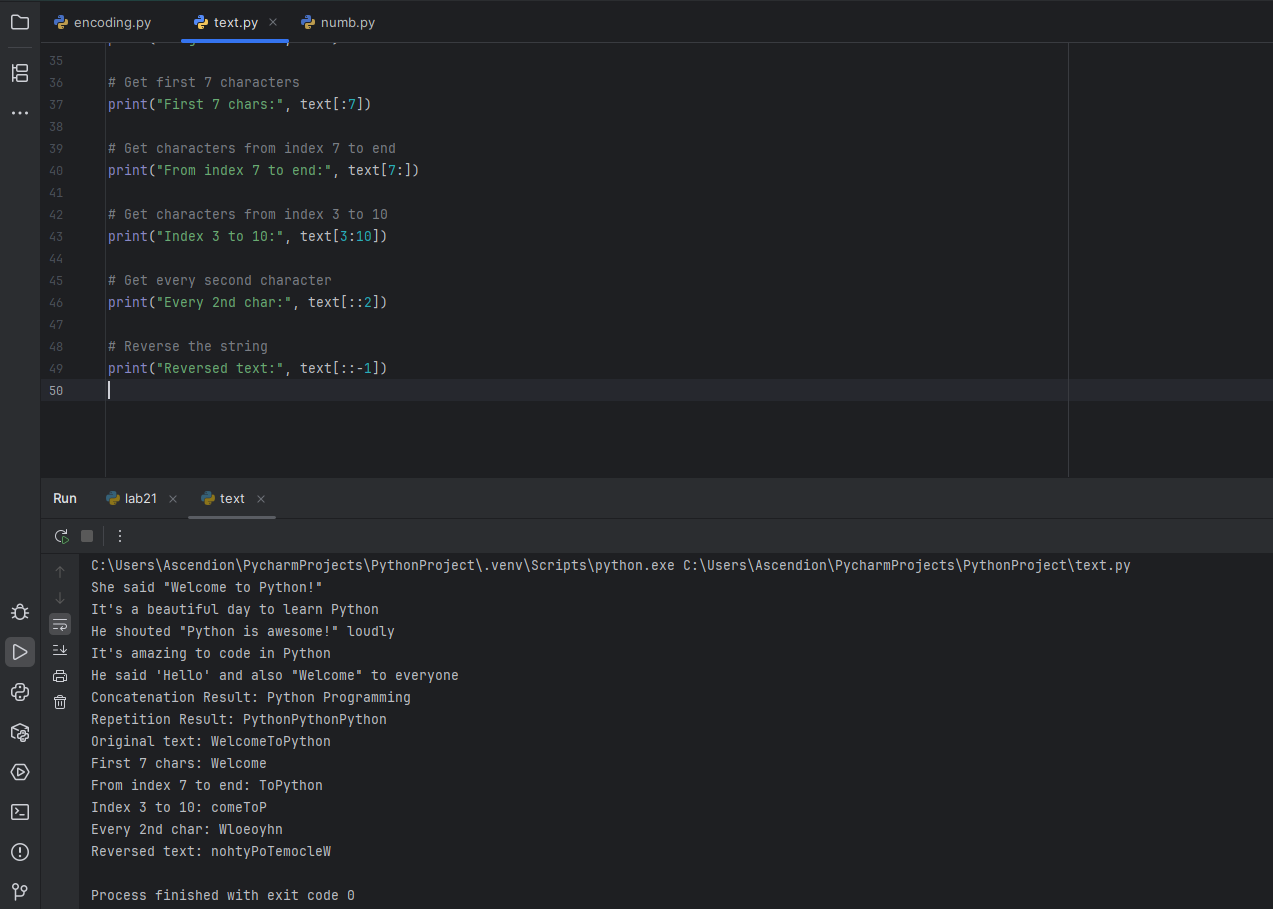 encoding.py text.py numb.py
35
36 # Get first 7 characters
37 print("First 7 chars:", text[:7])
38
39 # Get characters from index 7 to end
40 print("From index 7 to end:", text[7:])
41
42 # Get characters from index 3 to 10
43 print("Index 3 to 10:", text[3:10])
44
45 # Get every second character
46 print("Every 2nd char:", text[::2])
47
48 # Reverse the string
49 print("Reversed text:", text[::-1])
50
Run lab21 text
C:\Users\Ascendion\PycharmProjects\PythonProject\.venv\Scripts\python.exe C:\Users\Ascendion\PycharmProjects\PythonProject\text.py
She said "Welcome to Python!"
It's a beautiful day to learn Python
He shouted "Python is awesome!" loudly
It's amazing to code in Python
He said 'Hello' and also "Welcome" to everyone
Concatenation Result: Python Programming
Repetition Result: PythonPythonPython
Original text: WelcomeToPython
First 7 chars: Welcome
From index 7 to end: ToPython
Index 3 to 10: comeToP
Every 2nd char: Wloeoyhn
Reversed text: nohtyPoTemocleW
Process finished with exit code 0